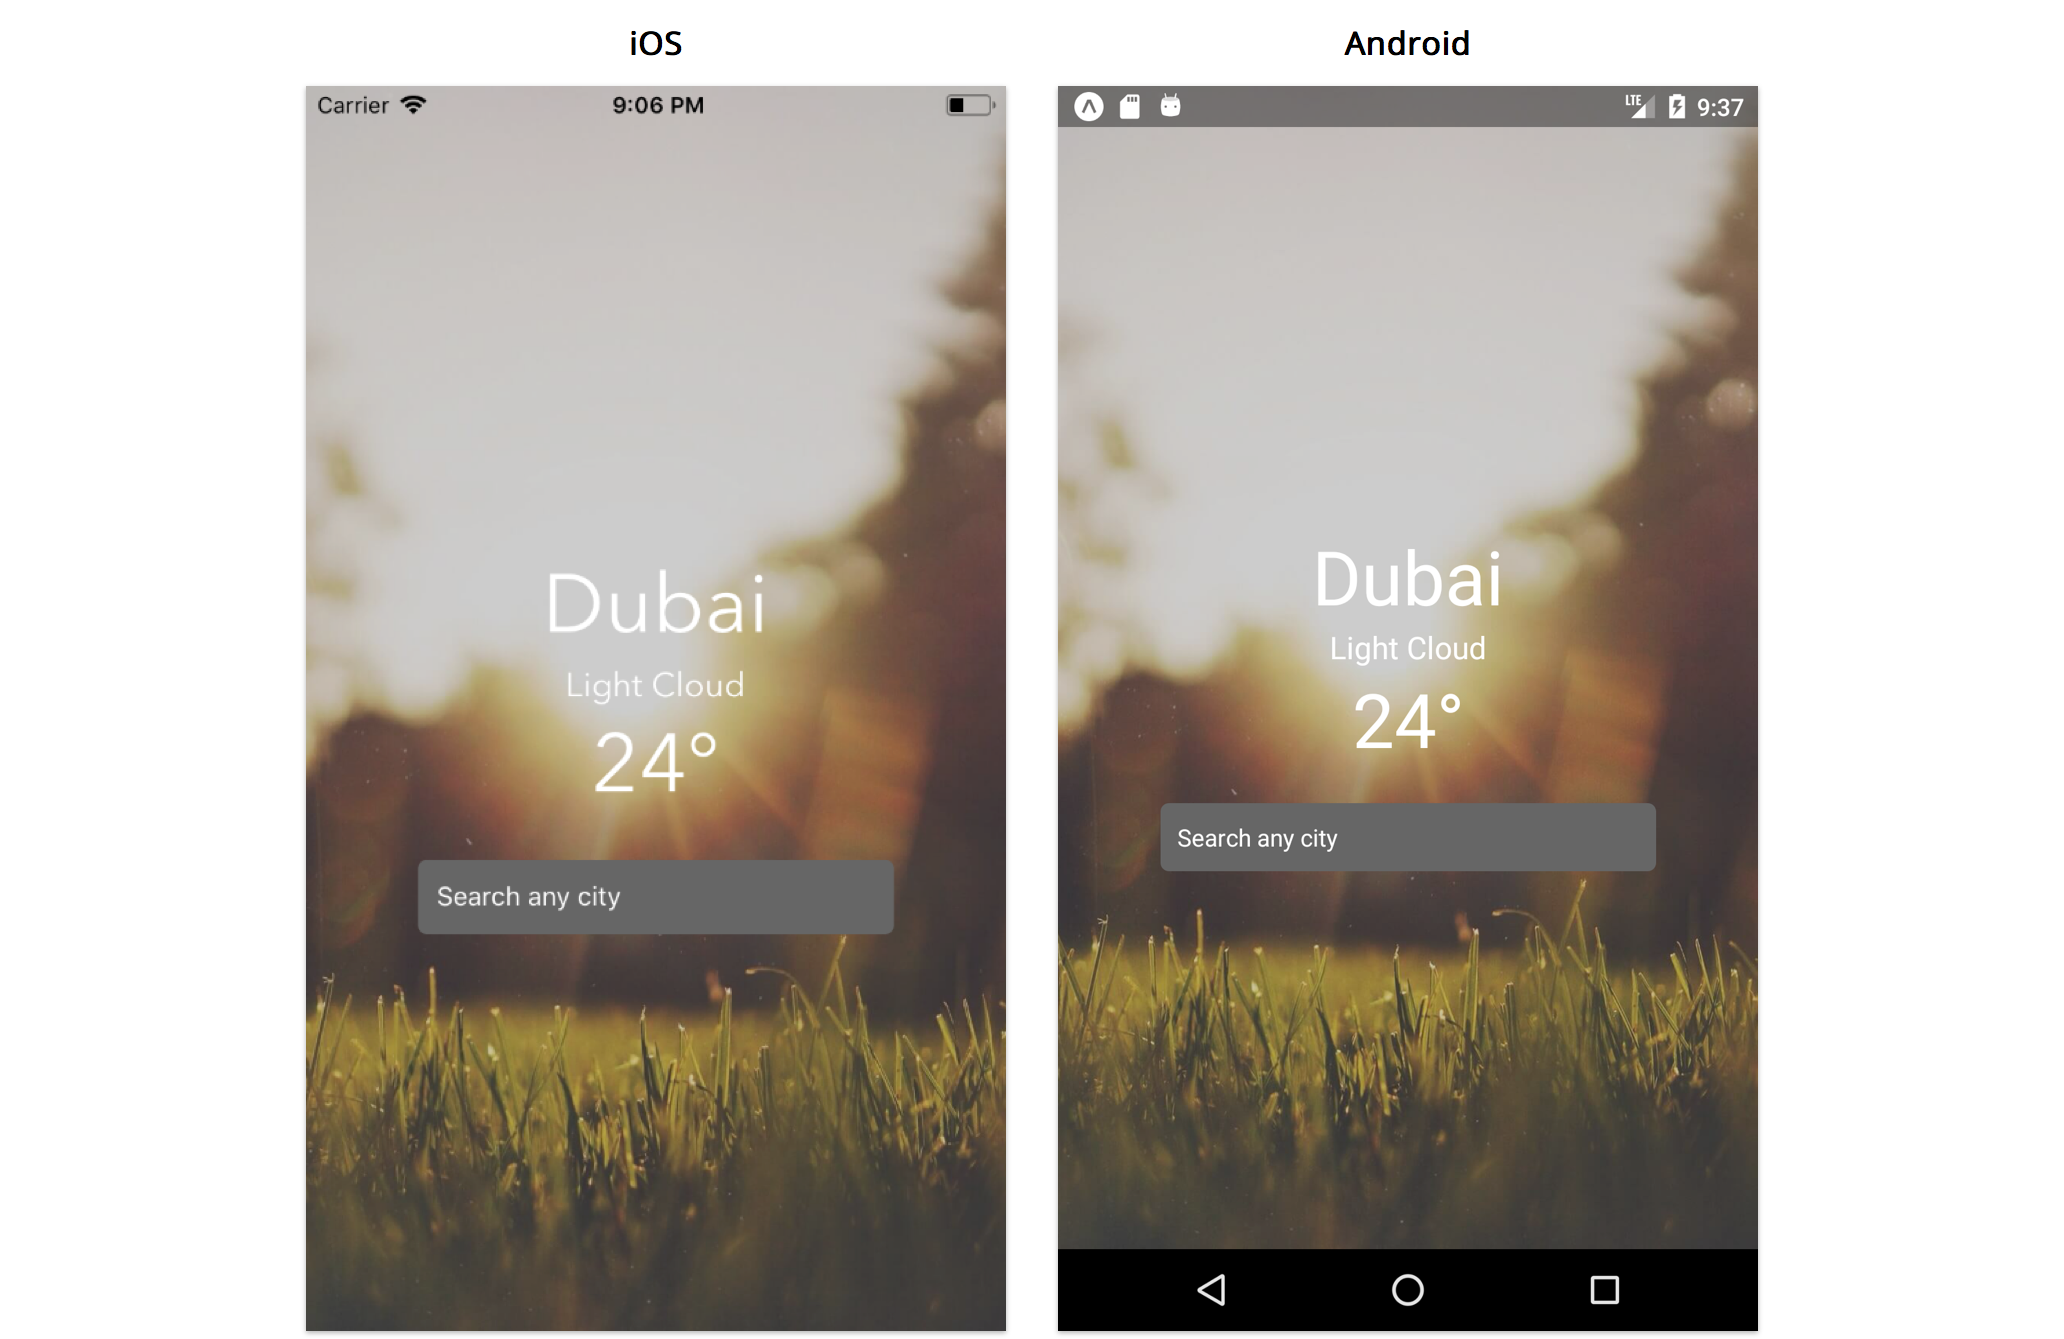 iOS
Carrier
9:06 PM
Dubai
Light Cloud
24°
Search any city
Android
LTE
9:37
Dubai
Light Cloud
24°
Search any city